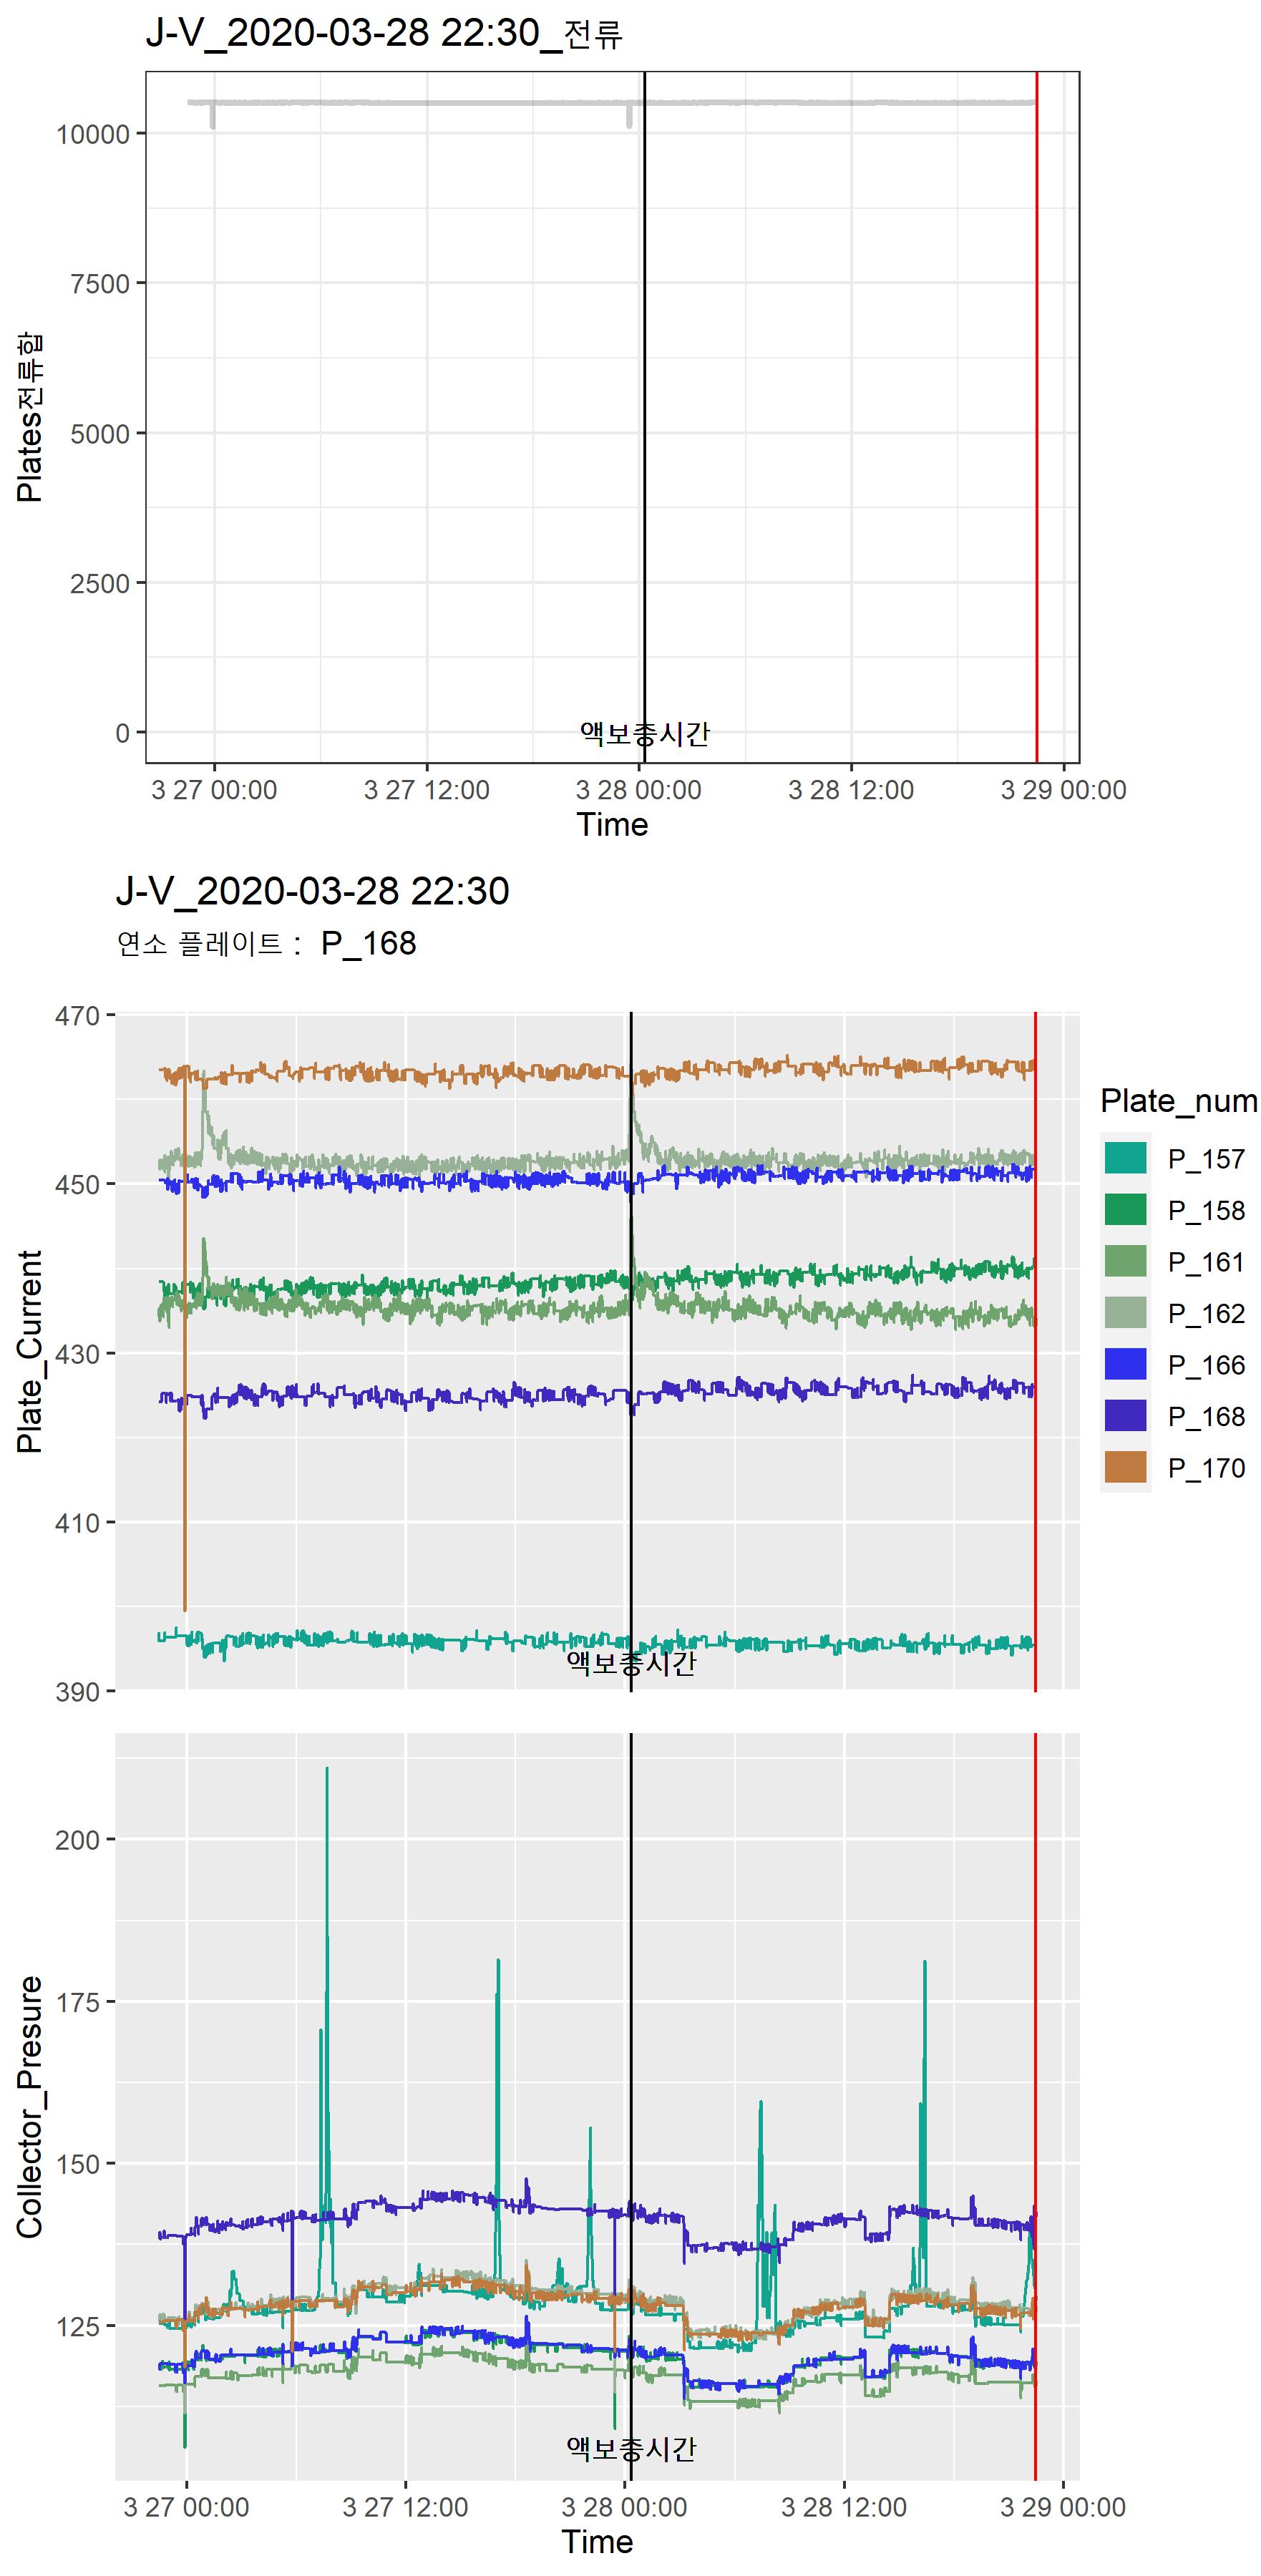 J-V_2020-03-28 22:30_전류
Plates전류합
10000
7500
5000
2500
0
액보충시간
3 27 00:00
3 27 12:00
3 28 00:00
3 28 12:00
3 29 00:00
Time
J-V_2020-03-28 22:30
연소 플레이트 : P_168
Plate_Current
470
450
430
410
390
액보충시간
Plate_num
P_157
P_158
P_161
P_162
P_166
P_168
P_170
Collector_Presure
200
175
150
125
액보충시간
3 27 00:00
3 27 12:00
3 28 00:00
3 28 12:00
3 29 00:00
Time